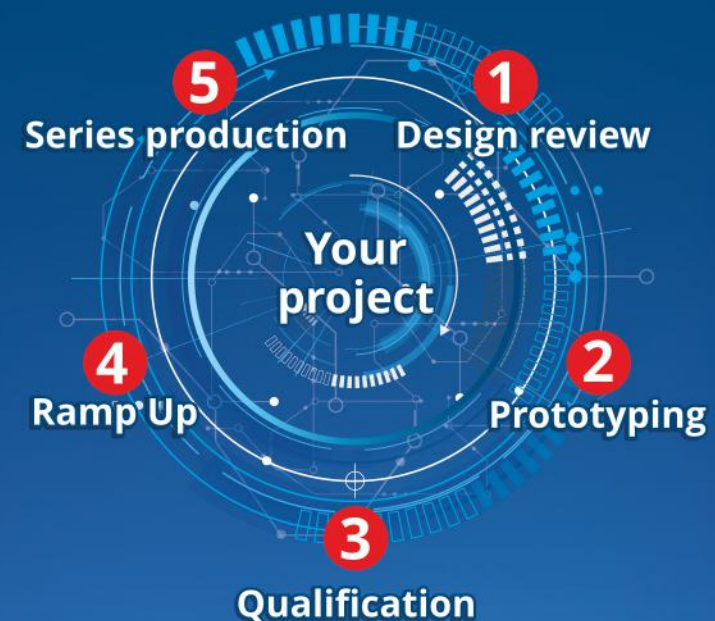 Your
project
1
Design review
2
Prototyping
3
Qualification
4
Ramp Up
5
Series production